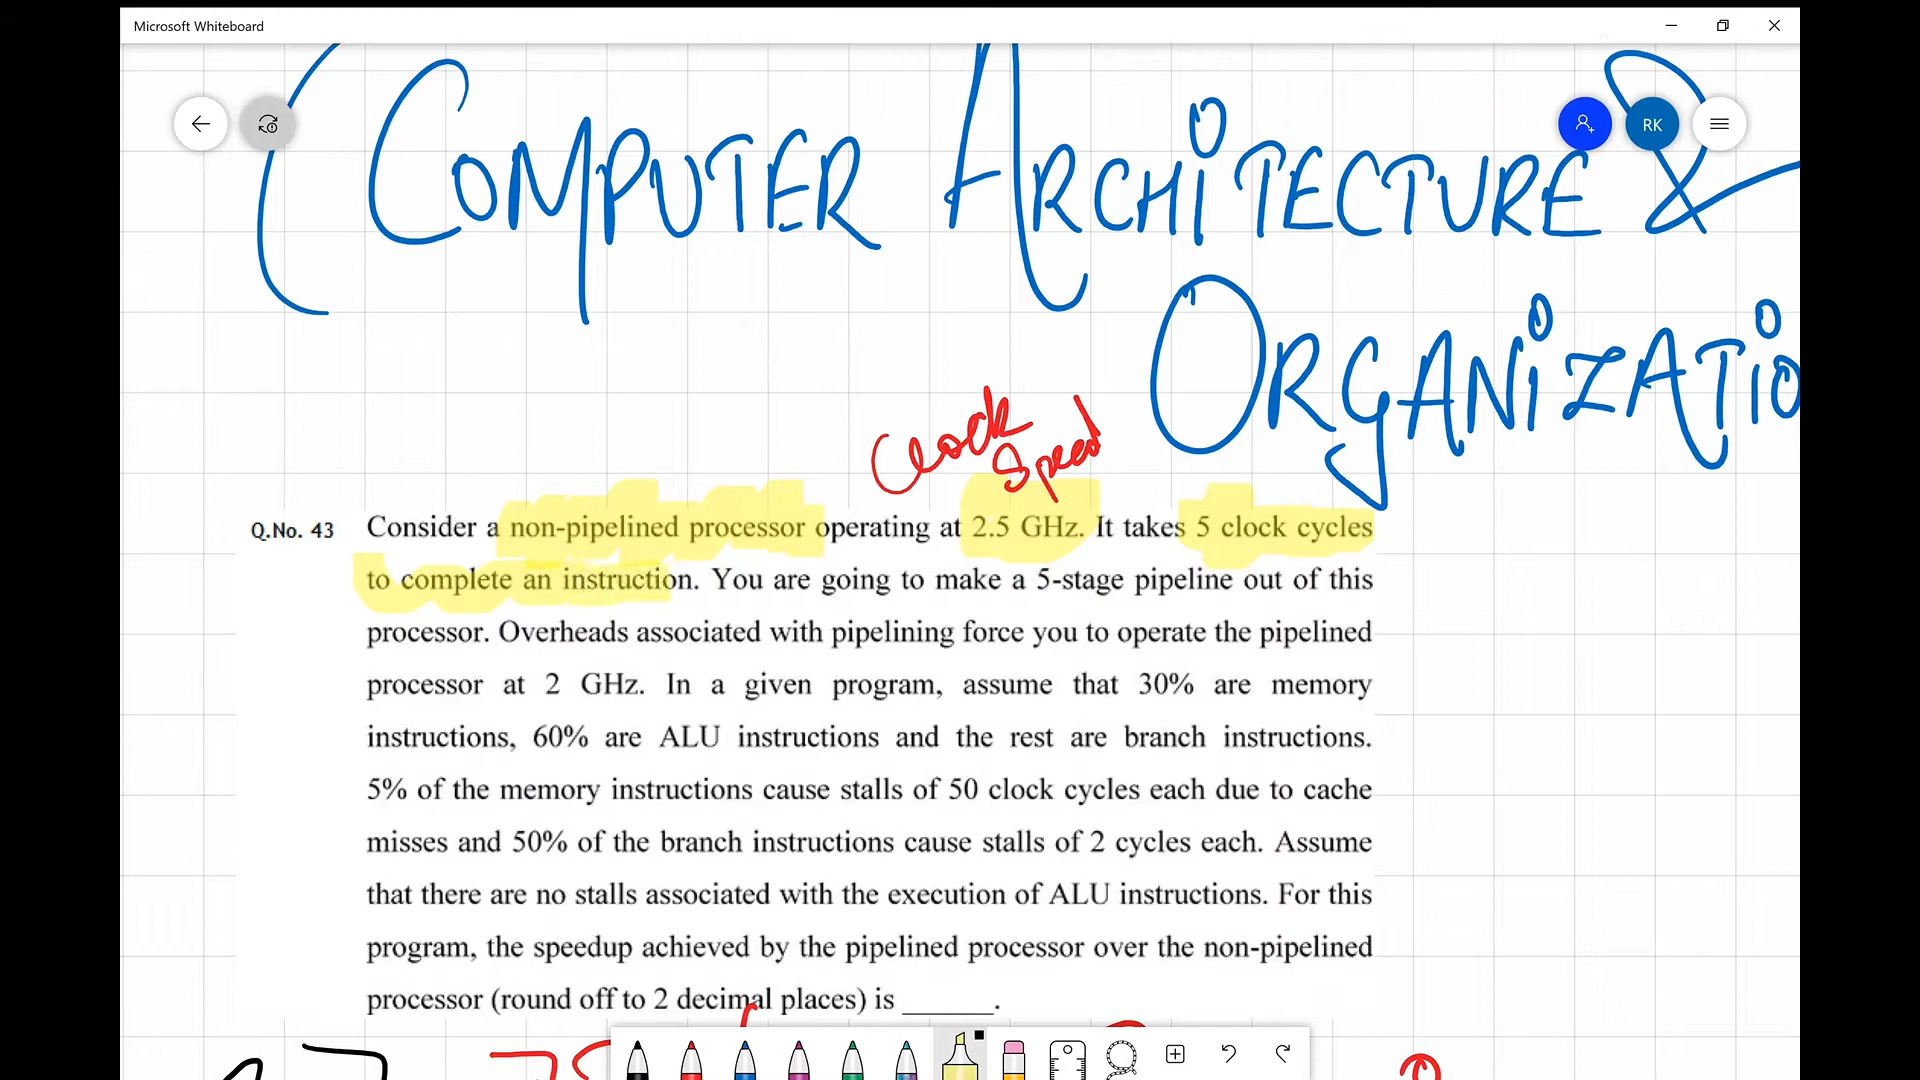 Microsoft Whiteboard
RK
COMPUTER ARCHITECTURE &
ORGANIZATIO
Clock
Speed
Q.No. 43 Consider a non-pipelined processor operating at 2.5 GHz. It takes 5 clock cycles
to complete an instruction. You are going to make a 5-stage pipeline out of this
processor. Overheads associated with pipelining force you to operate the pipelined
processor at 2 GHz. In a given program, assume that 30% are memory
instructions, 60% are ALU instructions and the rest are branch instructions.
5% of the memory instructions cause stalls of 50 clock cycles each due to cache
misses and 50% of the branch instructions cause stalls of 2 cycles each. Assume
that there are no stalls associated with the execution of ALU instructions. For this
program, the speedup achieved by the pipelined processor over the non-pipelined
processor (round off to 2 decimal places) is ______.